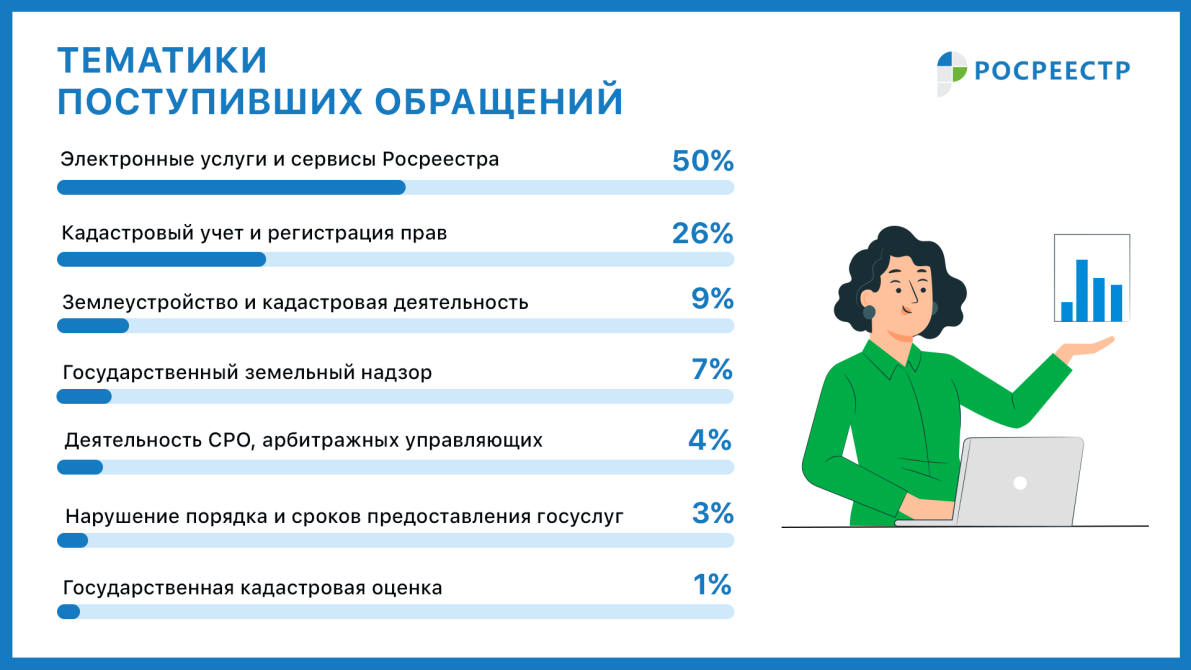 ТЕМАТИКИ
ПОСТУПИВШИХ ОБРАЩЕНИЙ
РОСРЕЕСТР
Электронные услуги и сервисы Росреестра 50%
Кадастровый учет и регистрация прав 26%
Землеустройство и кадастровая деятельность 9%
Государственный земельный надзор 7%
Деятельность СРО, арбитражных управляющих 4%
Нарушение порядка и сроков предоставления госуслуг 3%
Государственная кадастровая оценка 1%